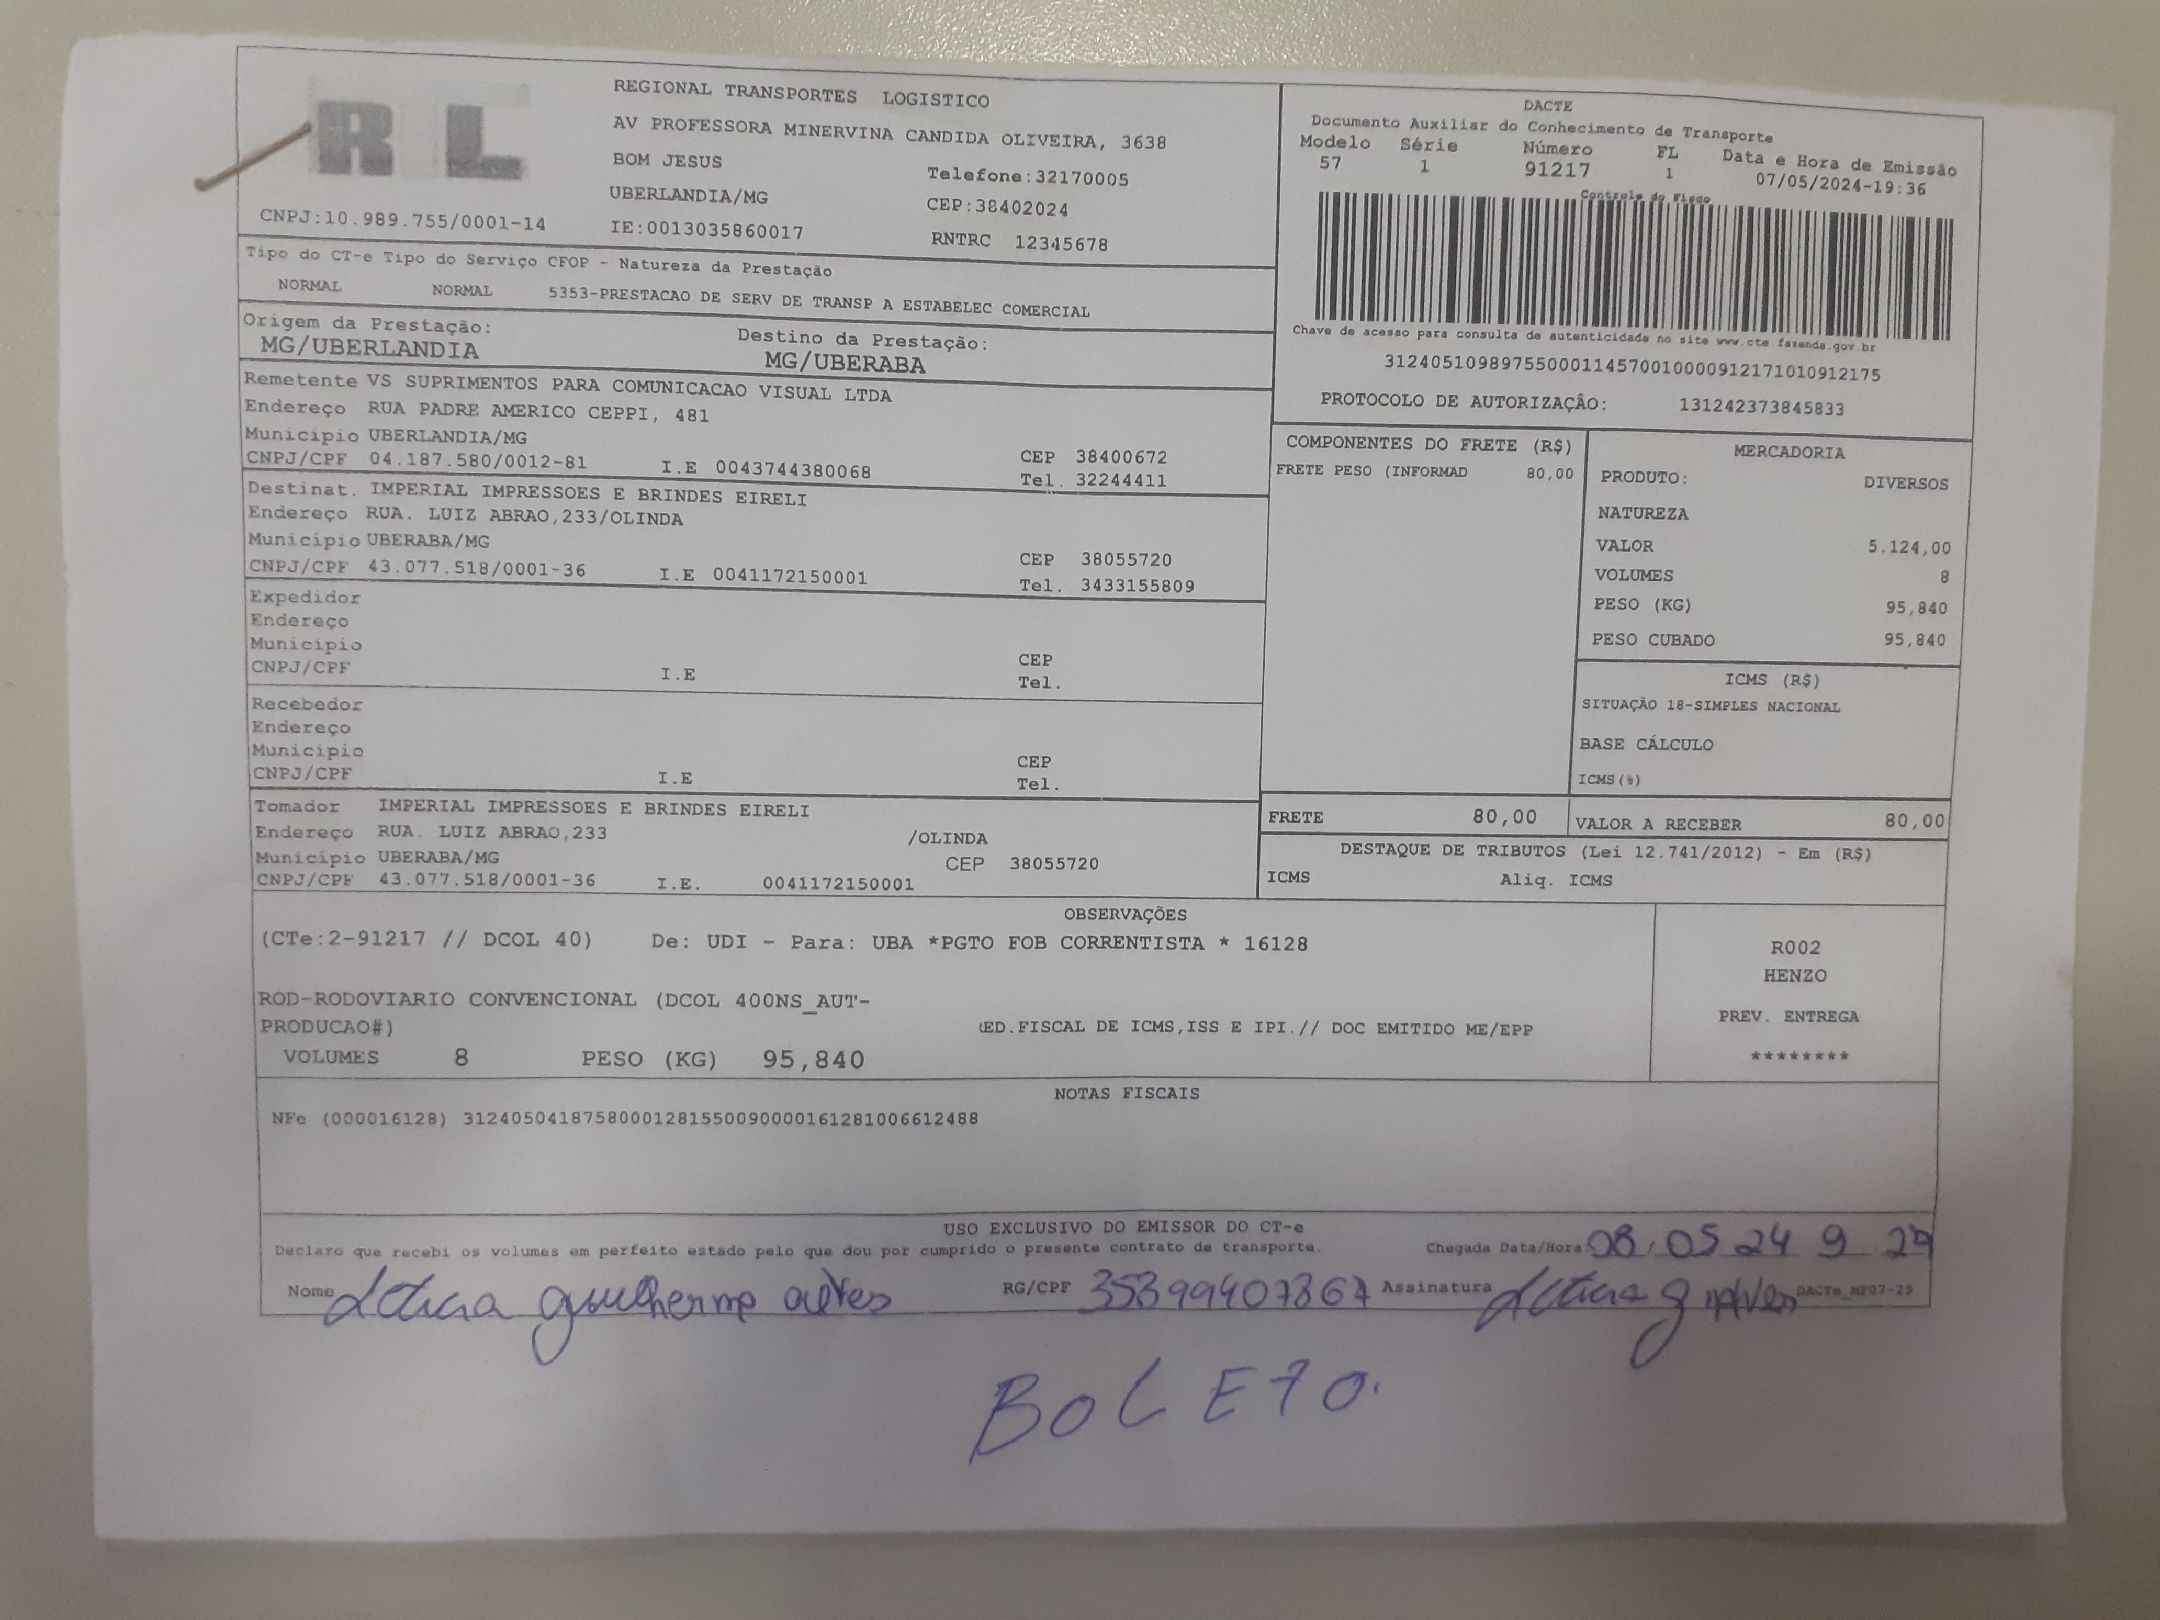 RL
REGIONAL TRANSPORTES LOGISTICO
AV PROFESSORA MINERVINA CANDIDA OLIVEIRA, 3638
BOM JESUS
Telefone:32170005
UBERLANDIA/MG
CEP:38402024
CNPJ:10.989.755/0001-14
IE:0013035860017
RNTRC 12345678
DACTE
Documento Auxiliar do Conhecimento de Transporte
Modelo Série Número FL Data e Hora de Emissão
57 1 91217 1 07/05/2024-19:36
Controle do Fisco
Chave de acesso para consulta de autenticidade no site www.cte.fazenda.gov.br
31240510989755000114570010000912171010912175
PROTOCOLO DE AUTORIZAÇÂO: 131242373845833
Tipo do CT-e Tipo do Serviço CFOP - Natureza da Prestação
NORMAL NORMAL 5353-PRESTACAO DE SERV DE TRANSP A ESTABELEC COMERCIAL
Origem da Prestação: Destino da Prestação:
MG/UBERLANDIA MG/UBERABA
Remetente VS SUPRIMENTOS PARA COMUNICACAO VISUAL LTDA
Endereço RUA PADRE AMERICO CEPPI, 481
Município UBERLANDIA/MG CEP 38400672
CNPJ/CPF 04.187.580/0012-81 I.E 0043744380068 Tel. 32244411
Destinat. IMPERIAL IMPRESSOES E BRINDES EIRELI
Endereço RUA. LUIZ ABRAO,233/OLINDA
Município UBERABA/MG CEP 38055720
CNPJ/CPF 43.077.518/0001-36 I.E 0041172150001 Tel. 3433155809
Expedidor
Endereço
Município CEP
CNPJ/CPF I.E Tel.
Recebedor
Endereço
Município CEP
CNPJ/CPF I.E Tel.
Tomador IMPERIAL IMPRESSOES E BRINDES EIRELI
Endereço RUA. LUIZ ABRAO,233 /OLINDA
Município UBERABA/MG CEP 38055720
CNPJ/CPF 43.077.518/0001-36 I.E. 0041172150001
COMPONENTES DO FRETE (R$)
FRETE PESO (INFORMAD 80,00
MERCADORIA
PRODUTO: DIVERSOS
NATUREZA
VALOR 5.124,00
VOLUMES 8
PESO (KG) 95,840
PESO CUBADO 95,840
ICMS (R$)
SITUAÇÃO 18-SIMPLES NACIONAL
BASE CÁLCULO
ICMS(%)
FRETE 80,00 VALOR A RECEBER 80,00
DESTAQUE DE TRIBUTOS (Lei 12.741/2012) - Em (R$)
ICMS Aliq. ICMS
OBSERVAÇÕES
(CTe:2-91217 // DCOL 40) De: UDI - Para: UBA *PGTO FOB CORRENTISTA * 16128
ROD-RODOVIARIO CONVENCIONAL (DCOL 400NS_AUT-
PRODUCAO#) ED.FISCAL DE ICMS,ISS E IPI.// DOC EMITIDO ME/EPP
VOLUMES 8 PESO (KG) 95,840
R002
HENZO
PREV. ENTREGA
********
NOTAS FISCAIS
NFe (000016128) 31240504187580001281550090000161281006612488
USO EXCLUSIVO DO EMISSOR DO CT-e
Declaro que recebi os volumes em perfeito estado pelo que dou por cumprido o presente contrato de transporte. Chegada Data/Hora 08/05 24 9 29
Nome Leticia guilherme alves RG/CPF 35399407867 Assinatura Leticia g Alves DACTe_MF07-29
BOLETO.